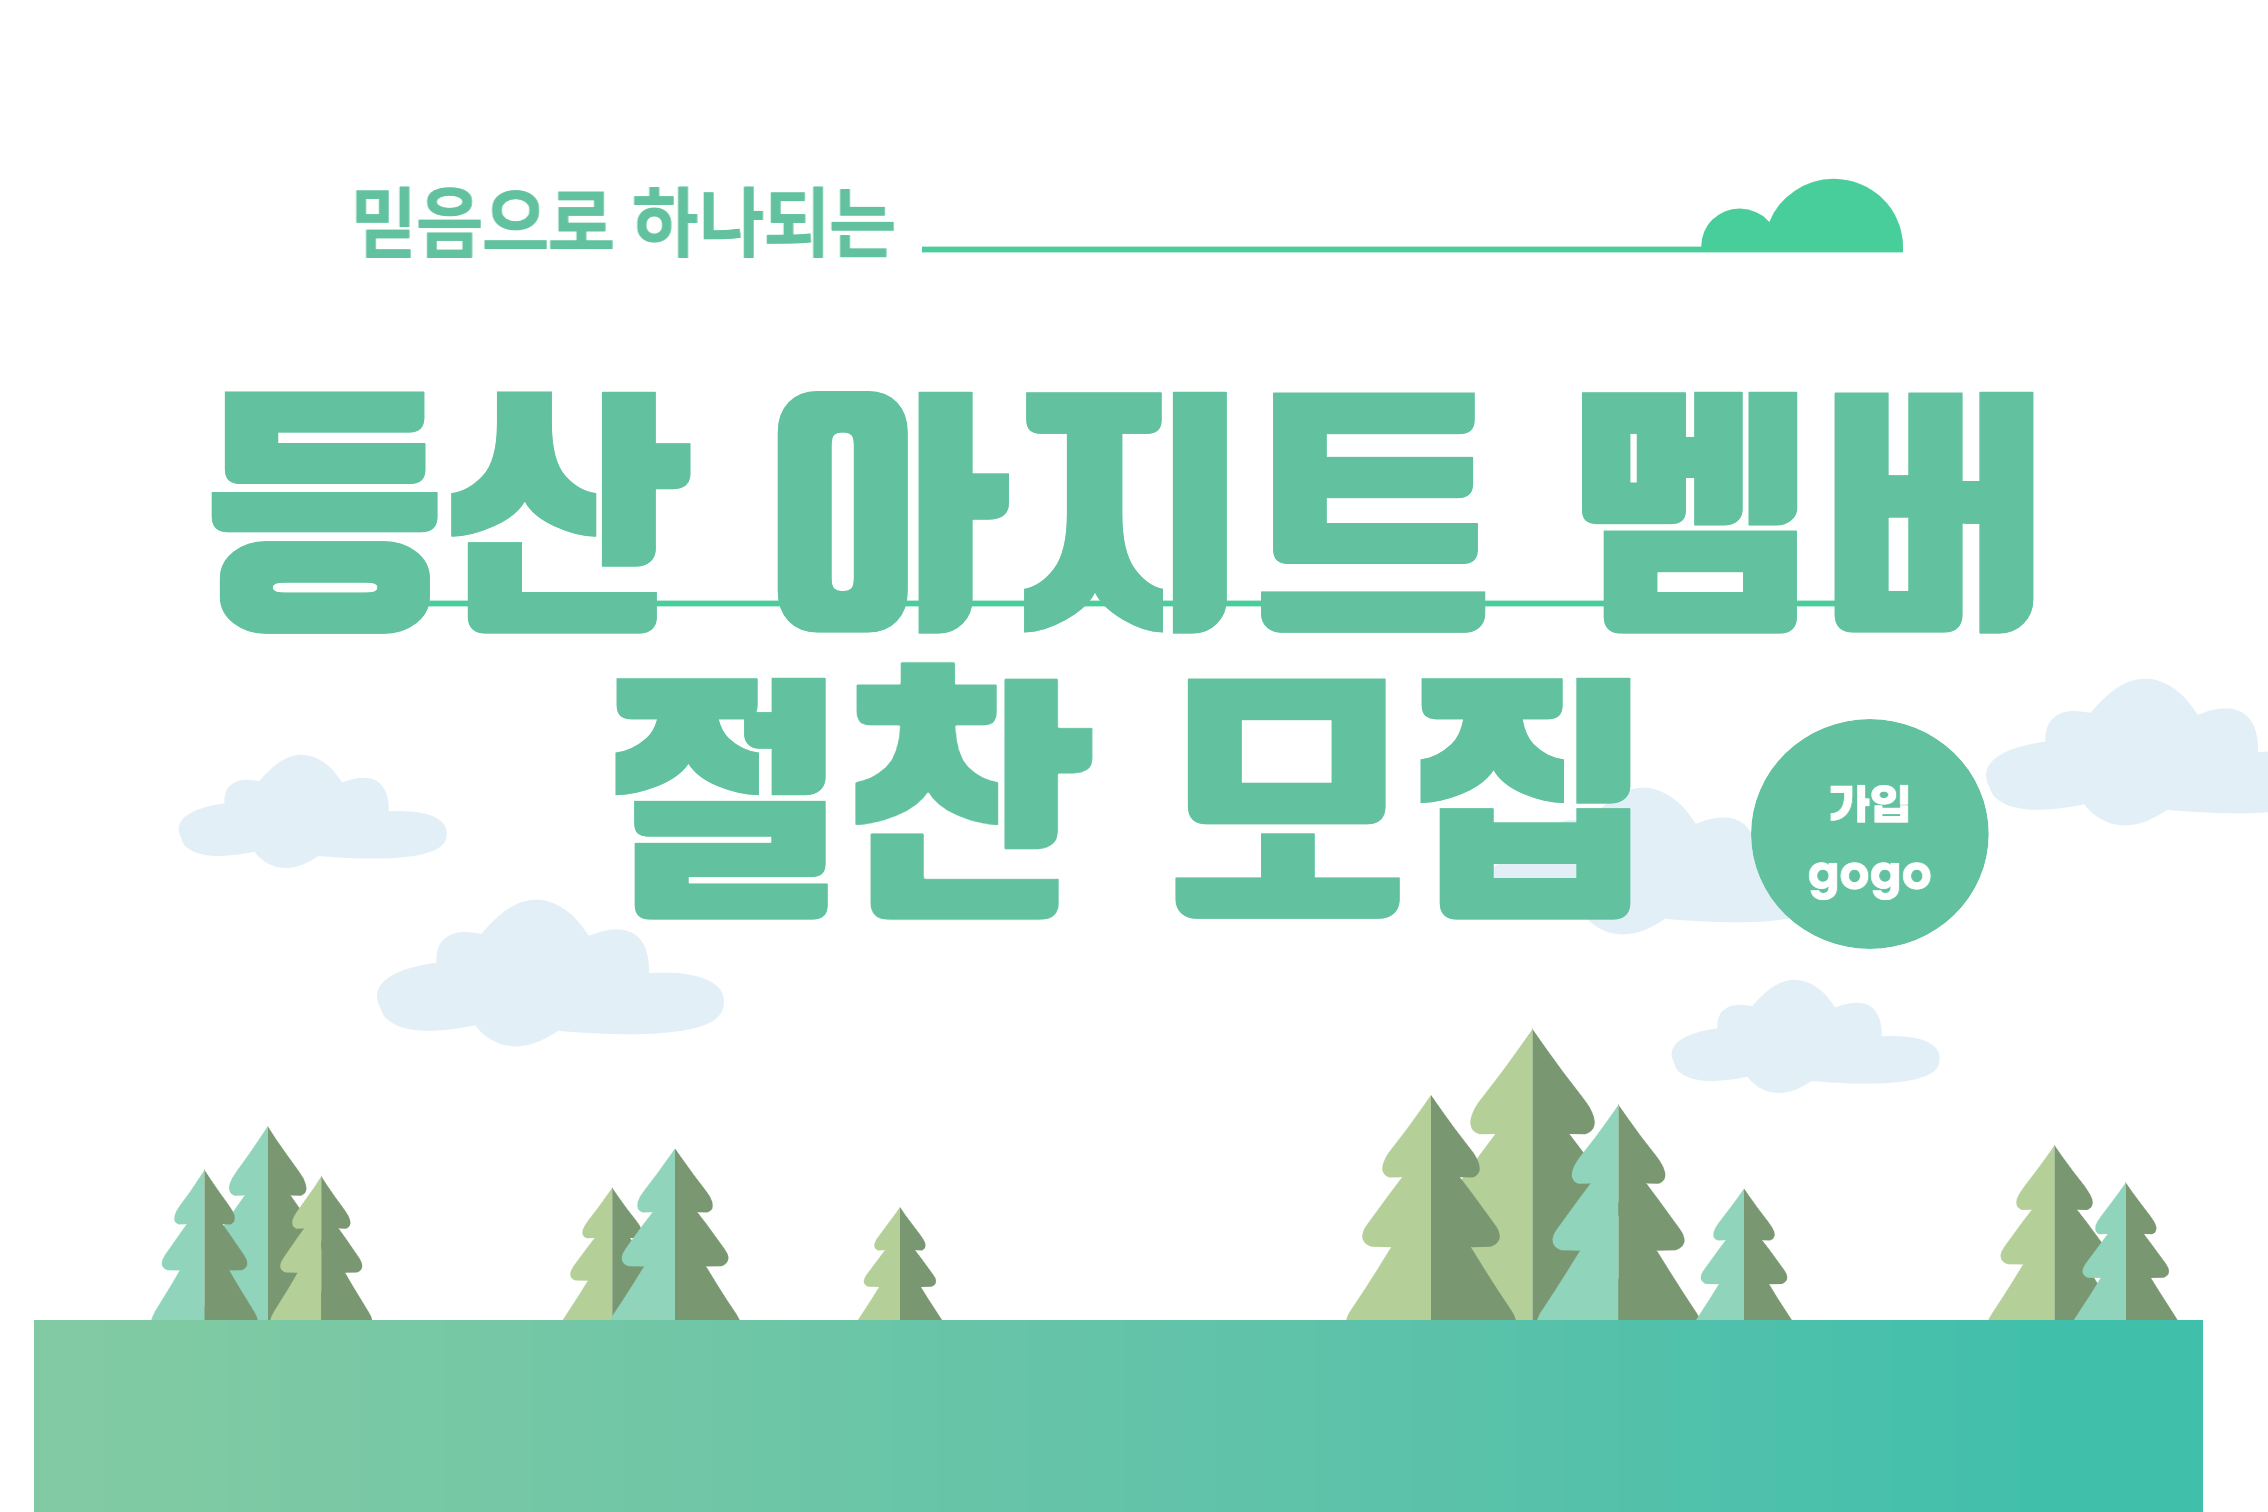 믿음으로 하나되는
등산 아지트 멤버
절찬 모집
가입
gogo